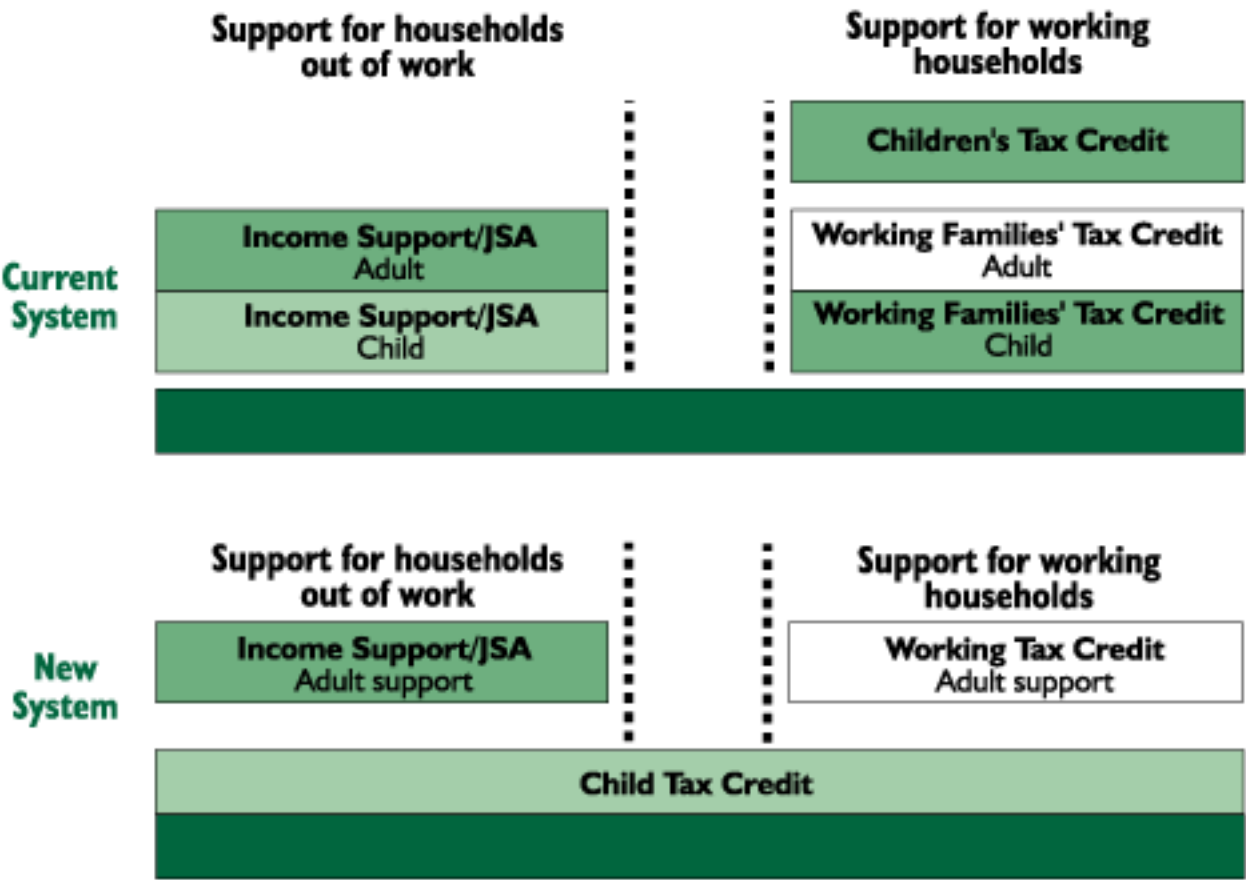 Support for households
out of work
Support for working
households
Children's Tax Credit
Current
System
Income Support/JSA
Adult
Income Support/JSA
Child
Working Families' Tax Credit
Adult
Working Families' Tax Credit
Child
Support for households
out of work
Support for working
households
New
System
Income Support/JSA
Adult support
Working Tax Credit
Adult support
Child Tax Credit